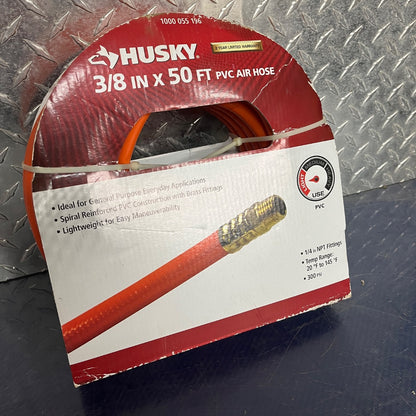 1000 055 196
HUSKY
YEAR LIMITED WARRANTY
3/8 IN X 50 FT PVC AIR HOSE
• Ideal for General Purpose Everyday Applications
• Spiral Reinforced PVC Construction with Brass Fittings
• Lightweight for Easy Maneuverability
LIGHT
USE
PVC
• 1/4 in NPT Fittings
• Temp Range:
20 °F to 145 °F
• 300 PSI